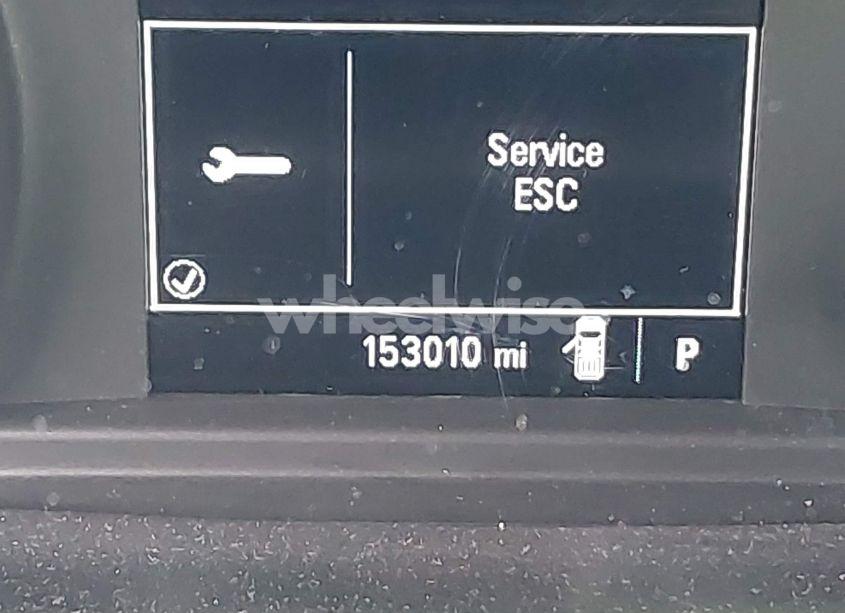 Service
ESC
wheelwise
153010 mi
P